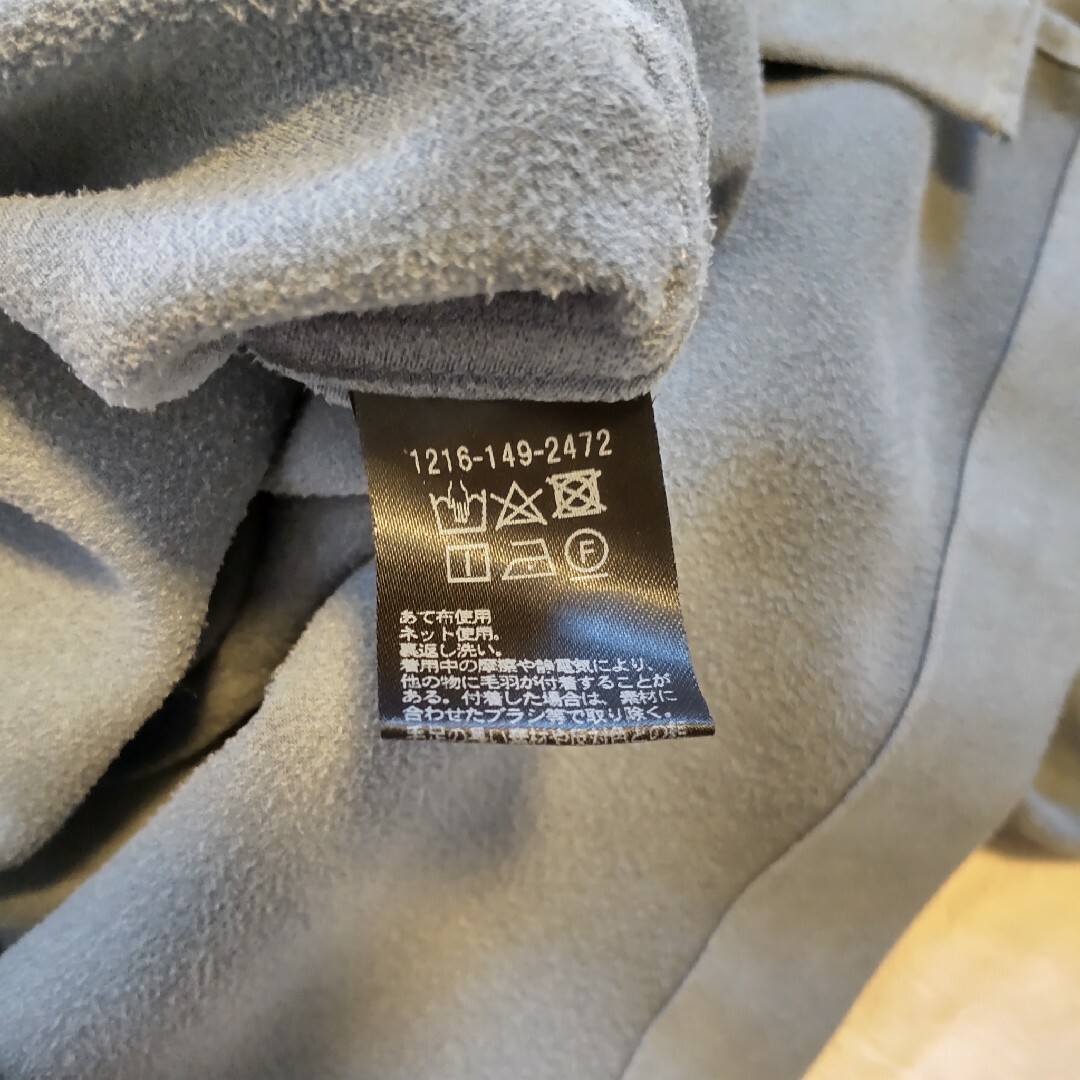 1216-149-2472
F
あて布使用
ネット使用。
裏返し洗い。
着用中の摩擦や静電気により、
他の物に毛羽が付着することが
ある。付着した場合は、素材に
合わせたブラシ等で取り除く。